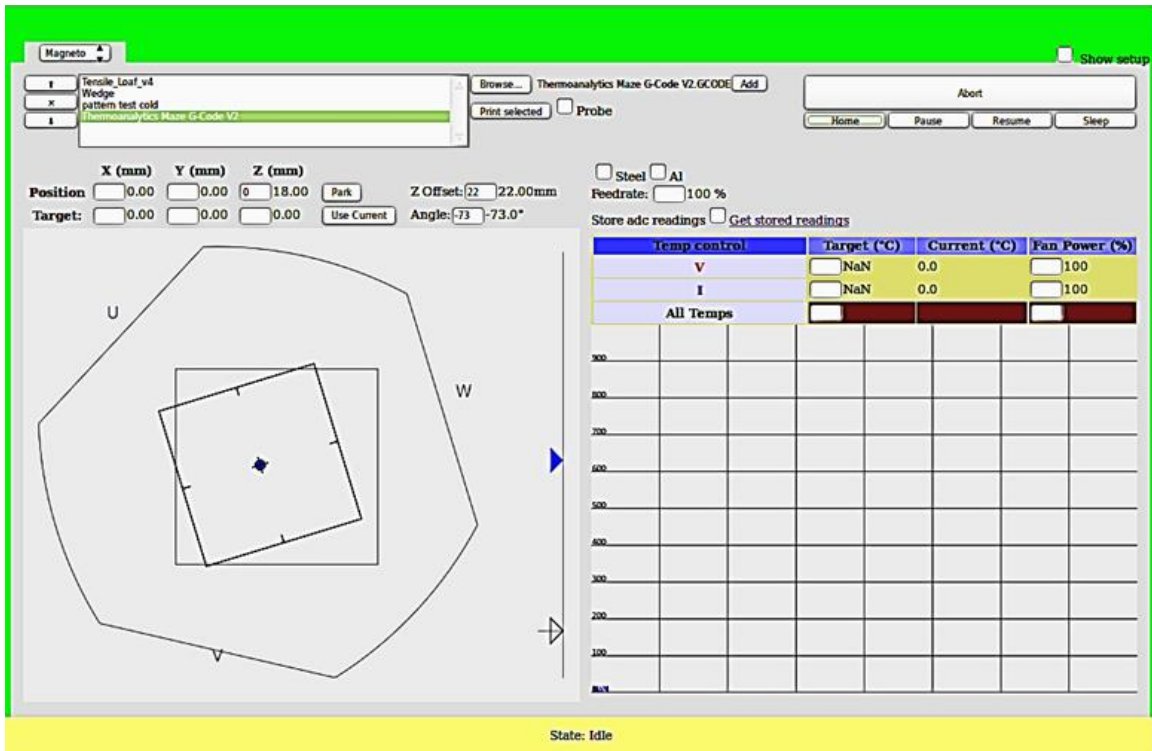 Magneto
Show setup
Tensile_Loaf_v4
Wedge
pattern test cold
Thermoanalytics Maze G-Code V2
Browse... Thermoanalytics Maze G-Code V2.GCODE Add
Print selected Probe
Abort
Home Pause Resume Sleep
X (mm) Y (mm) Z (mm)
Position 0.00 0.00 0 18.00 Park Z Offset: 22 22.00mm
Target: 0.00 0.00 0.00 Use Current Angle: -73 -73.0°
Steel Al
Feedrate: 100 %
Store adc readings Get stored readings
Temp control Target (°C) Current (°C) Fan Power (%)
V NaN 0.0 100
I NaN 0.0 100
All Temps
U
W
V
900
800
700
600
500
400
300
200
100
State: Idle